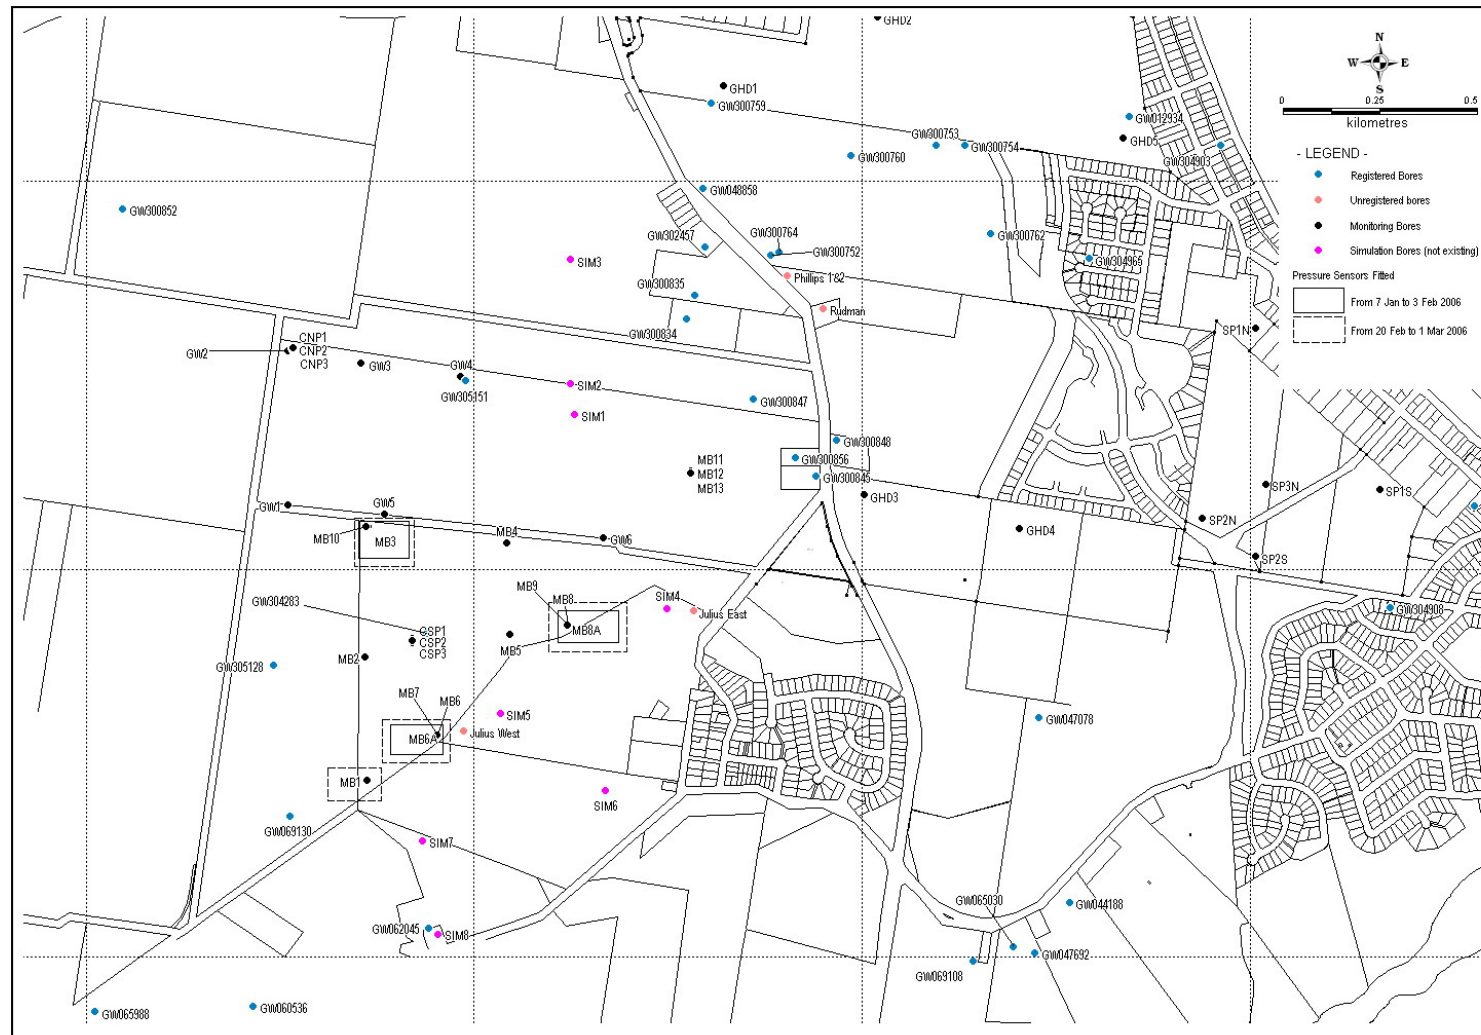 GHD2
N
W E
S
0 0.25 0.5
kilometres
- LEGEND -
Registered Bores
Unregistered bores
Monitoring Bores
Simulation Bores (not existing)
Pressure Sensors Fitted
From 7 Jan to 3 Feb 2006
From 20 Feb to 1 Mar 2006
GHD1
GW300759
GW012934
GW300753
GHD5
GW300754
GW300760
GW304903
GW048858
GW300852
GW300764
GW302457
GW300762
GW300752
GW304965
SIM3
Phillips 1&2
GW300835
Rudman
GW300834
SP1N
CNP1
GW2
CNP2
CNP3
GW3
GW4
GW305151
SIM2
GW300847
SIM1
GW300848
MB11
GW300856
MB12
GW300845
MB13
SP3N
SP1S
GHD3
GW1
GW5
SP2N
GHD4
MB10
MB3
MB4
GW6
SP2S
MB9
MB8
GW304283
SIM4
Julius East
GW304908
CSP1
MB8A
CSP2
CSP3
MB5
MB2
GW305128
MB7
MB6
SIM5
GW047078
Julius West
MB6A
MB1
SIM6
GW069130
SIM7
GW065030
GW044188
GW062045
SIM8
GW047692
GW069108
GW060536
GW065988